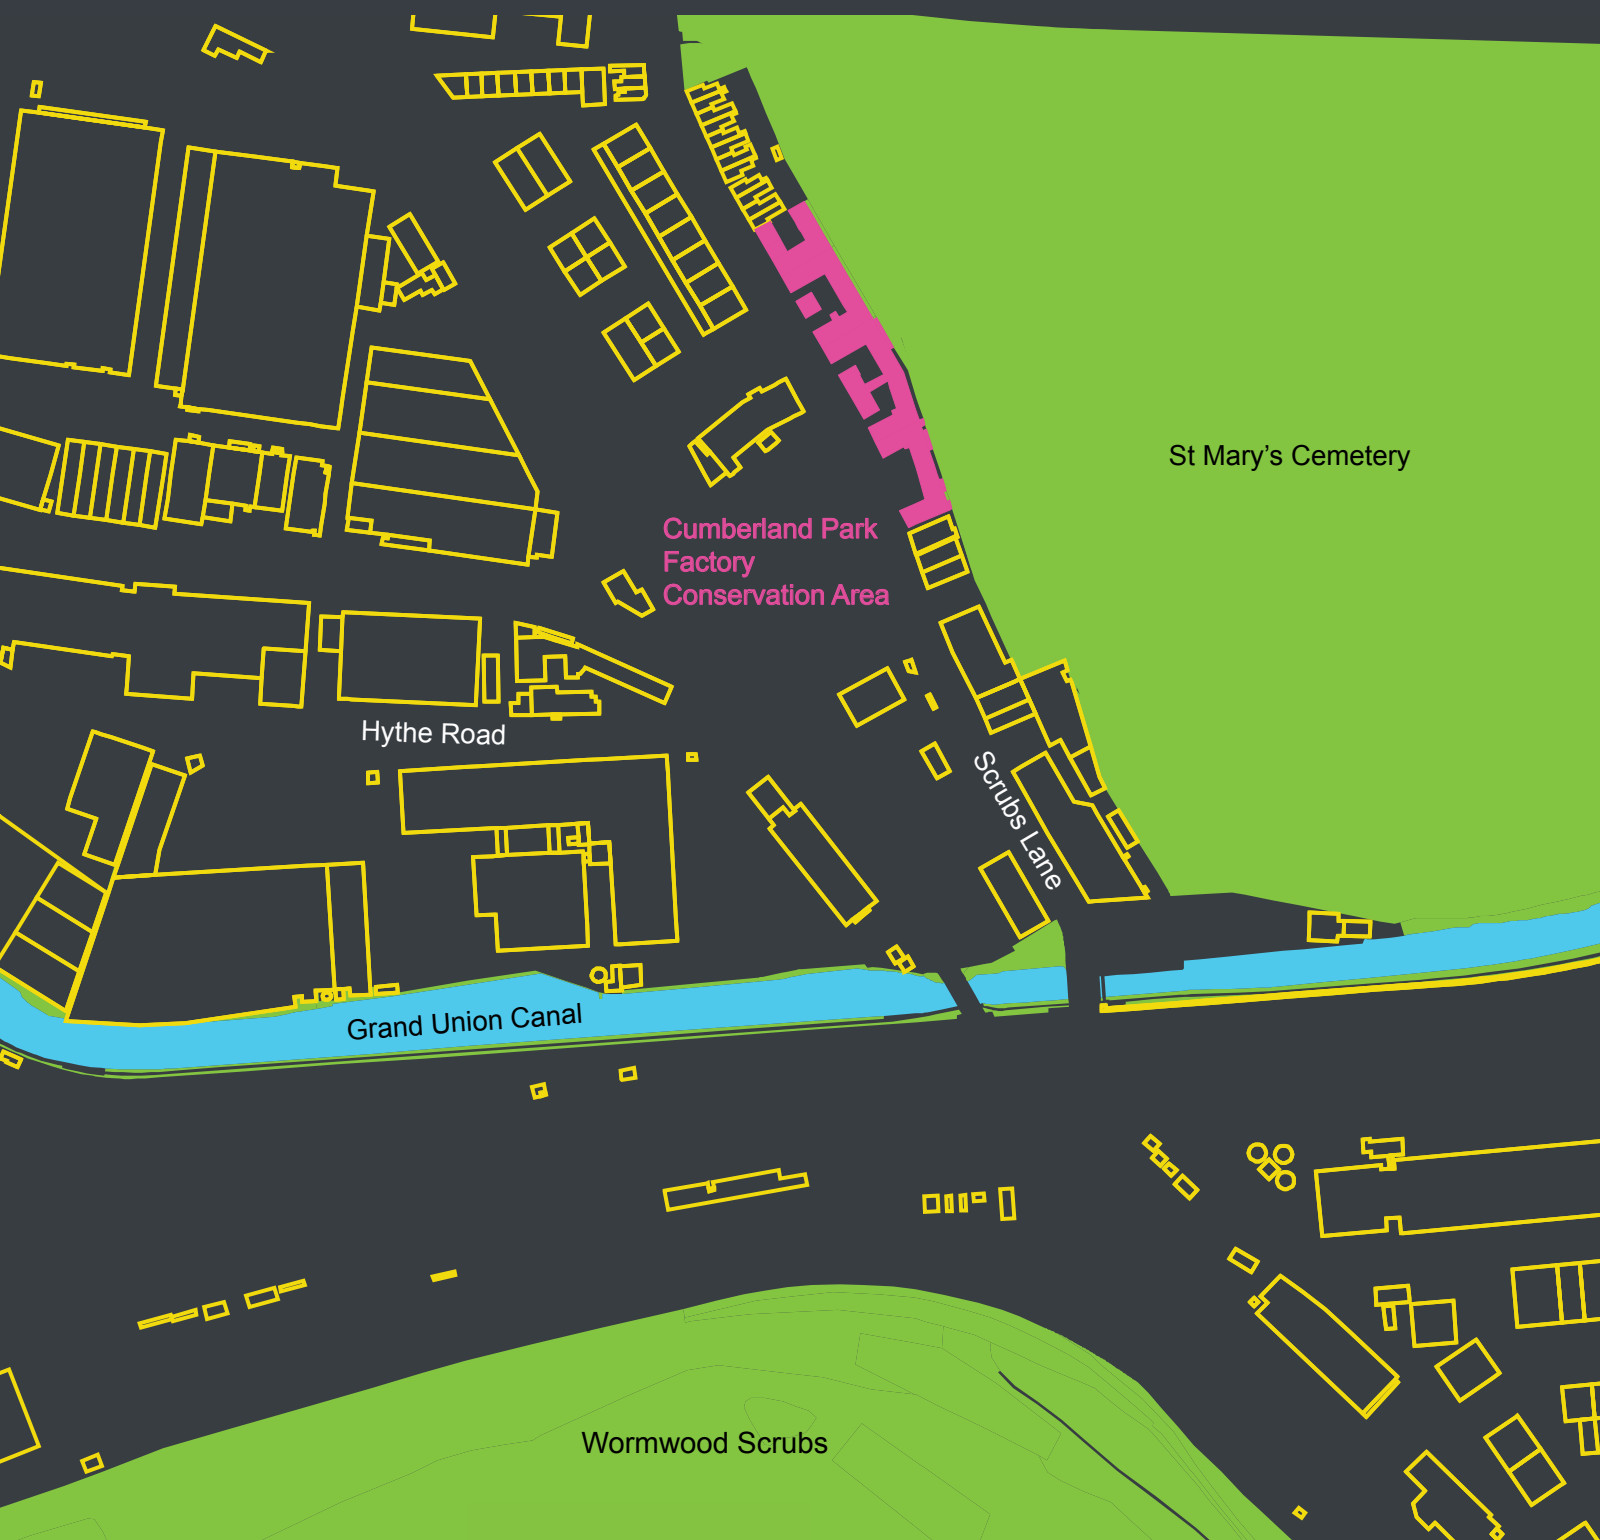 St Mary’s Cemetery
Cumberland Park
Factory
Conservation Area
Hythe Road
Scrubs Lane
Grand Union Canal
Wormwood Scrubs